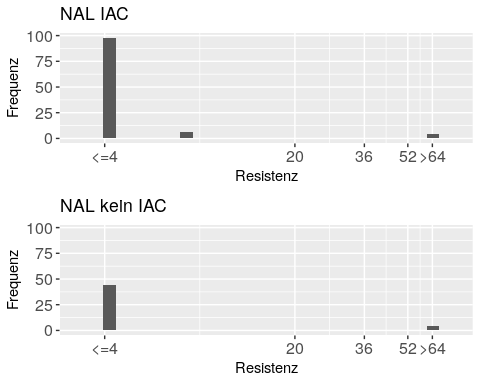 NAL IAC
100
75
50
25
0
Frequenz
<=4 20 36 52 >64
Resistenz
NAL kein IAC
100
75
50
25
0
Frequenz
<=4 20 36 52 >64
Resistenz